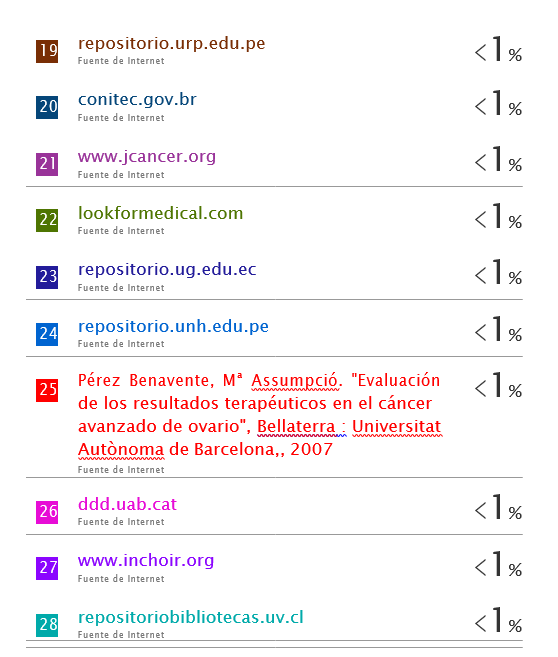 19 repositorio.urp.edu.pe <1%
Fuente de Internet
20 conitec.gov.br <1%
Fuente de Internet
21 www.jcancer.org <1%
Fuente de Internet
22 lookformedical.com <1%
Fuente de Internet
23 repositorio.ug.edu.ec <1%
Fuente de Internet
24 repositorio.unh.edu.pe <1%
Fuente de Internet
25 Pérez Benavente, Mª Assumpció. "Evaluación <1%
de los resultados terapéuticos en el cáncer
avanzado de ovario", Bellaterra : Universitat
Autònoma de Barcelona,, 2007
Fuente de Internet
26 ddd.uab.cat <1%
Fuente de Internet
27 www.inchoir.org <1%
Fuente de Internet
28 repositoriobibliotecas.uv.cl <1%
Fuente de Internet